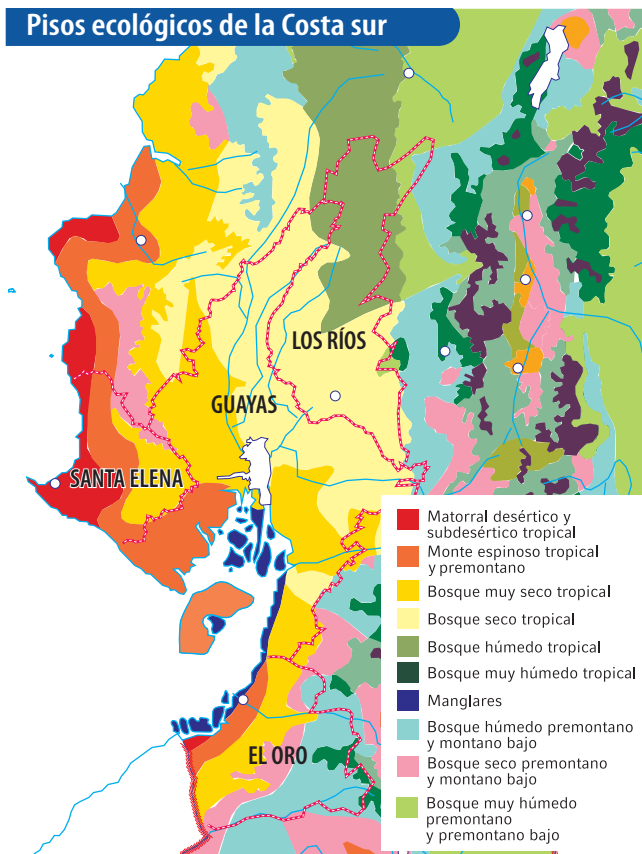 Pisos ecológicos de la Costa sur
LOS RÍOS
GUAYAS
SANTA ELENA
EL ORO
Matorral desértico y
subdesértico tropical
Monte espinoso tropical
y premontano
Bosque muy seco tropical
Bosque seco tropical
Bosque húmedo tropical
Bosque muy húmedo tropical
Manglares
Bosque húmedo premontano
y montano bajo
Bosque seco premontano
y montano bajo
Bosque muy húmedo
premontano
y premontano bajo